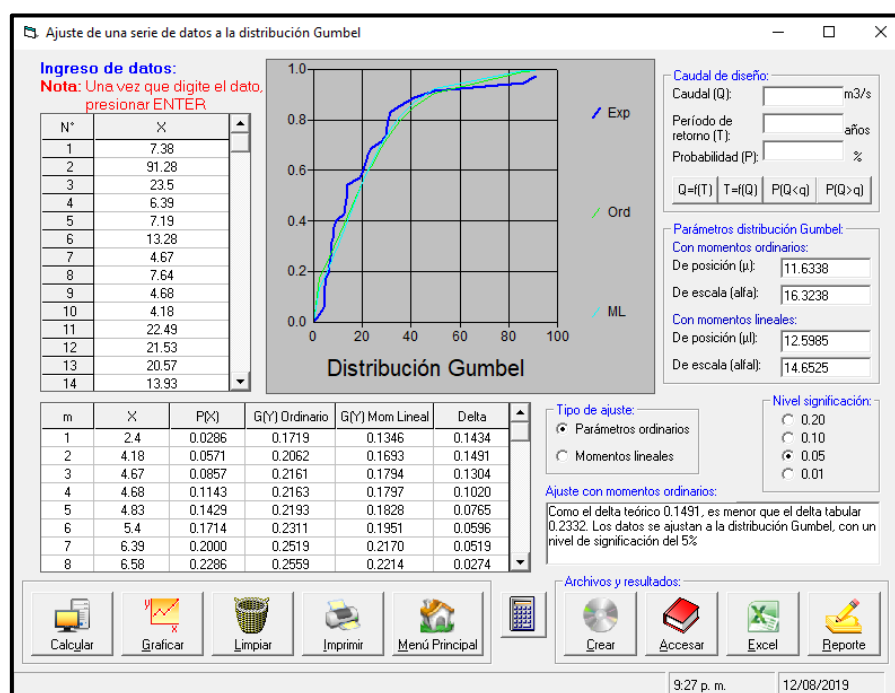 Ajuste de una serie de datos a la distribución Gumbel
Ingreso de datos:
Nota: Una vez que digite el dato,
presionar ENTER
N° X
1 7.38
2 91.28
3 23.5
4 6.39
5 7.19
6 13.28
7 4.67
8 7.64
9 4.68
10 4.18
11 22.49
12 21.53
13 20.57
14 13.93
1.0
0.8
0.6
0.4
0.2
0.0
0 20 40 60 80 100
Exp
Ord
ML
Distribución Gumbel
Caudal de diseño:
Caudal (Q): m3/s
Período de
retorno (T): años
Probabilidad (P): %
Q=f(T) T=f(Q) P(Q<q) P(Q>q)
Parámetros distribución Gumbel:
Con momentos ordinarios:
De posición (µ): 11.6338
De escala (alfa): 16.3238
Con momentos lineales:
De posición (µl): 12.5985
De escala (alfal): 14.6525
m X P(X) G(Y) Ordinario G(Y) Mom Lineal Delta
1 2.4 0.0286 0.1719 0.1346 0.1434
2 4.18 0.0571 0.2062 0.1693 0.1491
3 4.67 0.0857 0.2161 0.1794 0.1304
4 4.68 0.1143 0.2163 0.1797 0.1020
5 4.83 0.1429 0.2193 0.1828 0.0765
6 5.4 0.1714 0.2311 0.1951 0.0596
7 6.39 0.2000 0.2519 0.2170 0.0519
8 6.58 0.2286 0.2559 0.2214 0.0274
Tipo de ajuste:
Parámetros ordinarios
Momentos lineales
Nivel significación:
0.20
0.10
0.05
0.01
Ajuste con momentos ordinarios:
Como el delta teórico 0.1491, es menor que el delta tabular
0.2332. Los datos se ajustan a la distribución Gumbel, con un
nivel de significación del 5%
Calcular
Graficar
Limpiar
Imprimir
Menú Principal
Archivos y resultados:
Crear
Accesar
Excel
Reporte
9:27 p. m. 12/08/2019